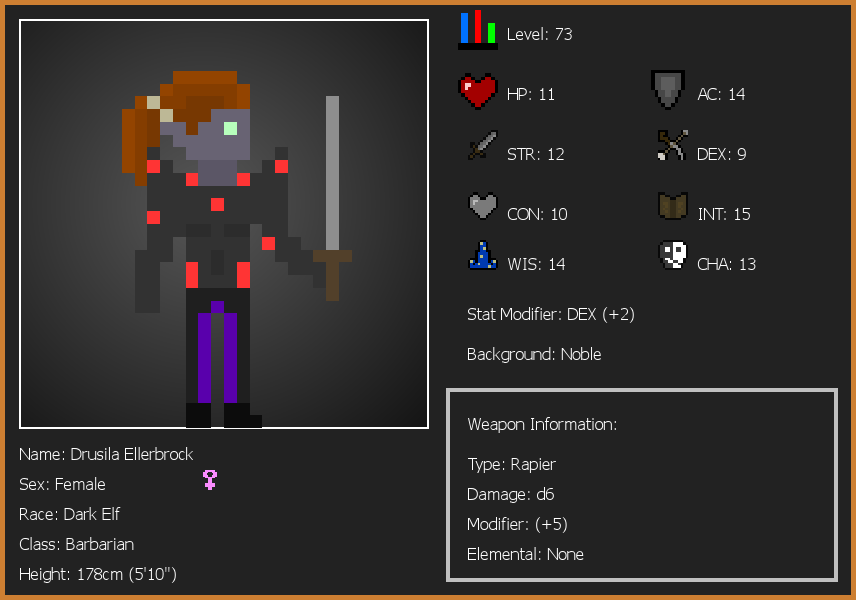 Level: 73
HP: 11
AC: 14
STR: 12
DEX: 9
CON: 10
INT: 15
WIS: 14
CHA: 13
Stat Modifier: DEX (+2)
Background: Noble
Weapon Information:
Type: Rapier
Damage: d6
Modifier: (+5)
Elemental: None
Name: Drusila Ellerbrock
Sex: Female
Race: Dark Elf
Class: Barbarian
Height: 178cm (5'10")